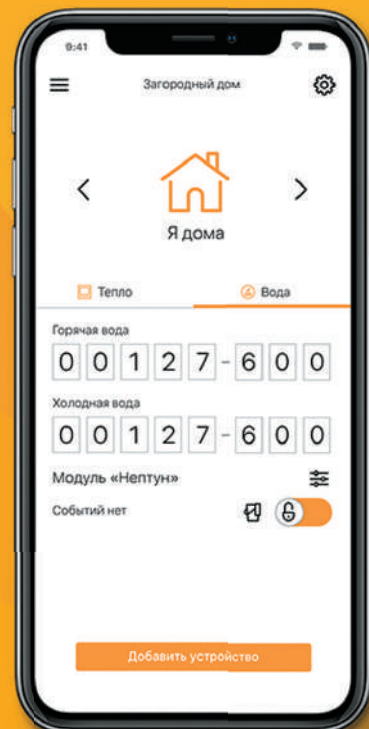 9:41
Загородный дом
Я дома
Тепло
Вода
Горячая вода
00127-600
Холодная вода
00127-600
Модуль «Нептун»
Событий нет
Добавить устройство